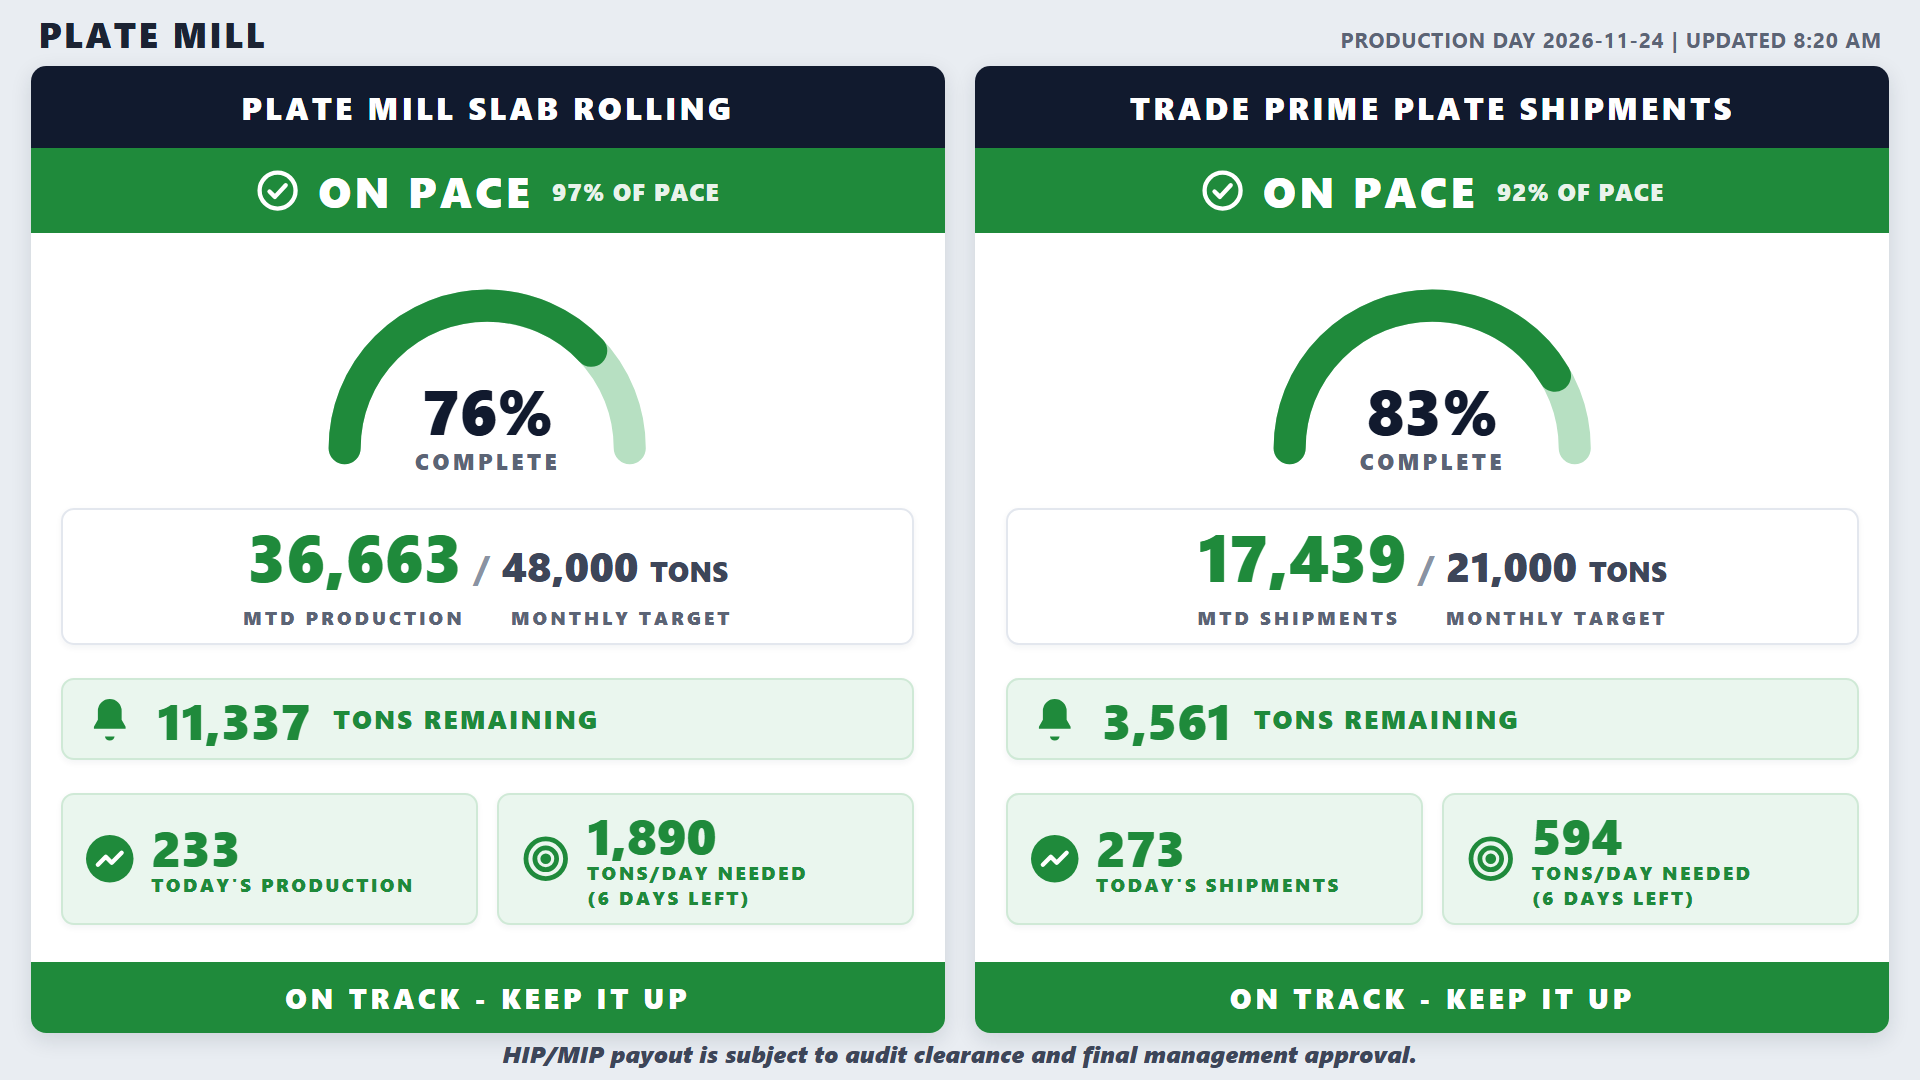 PLATE MILL
PRODUCTION DAY 2026-11-24 | UPDATED 8:20 AM
PLATE MILL SLAB ROLLING
ON PACE 97% OF PACE
76%
COMPLETE
36,663 / 48,000 TONS
MTD PRODUCTION MONTHLY TARGET
11,337 TONS REMAINING
233
TODAY'S PRODUCTION
1,890
TONS/DAY NEEDED
(6 DAYS LEFT)
ON TRACK - KEEP IT UP
TRADE PRIME PLATE SHIPMENTS
ON PACE 92% OF PACE
83%
COMPLETE
17,439 / 21,000 TONS
MTD SHIPMENTS MONTHLY TARGET
3,561 TONS REMAINING
273
TODAY'S SHIPMENTS
594
TONS/DAY NEEDED
(6 DAYS LEFT)
ON TRACK - KEEP IT UP
HIP/MIP payout is subject to audit clearance and final management approval.